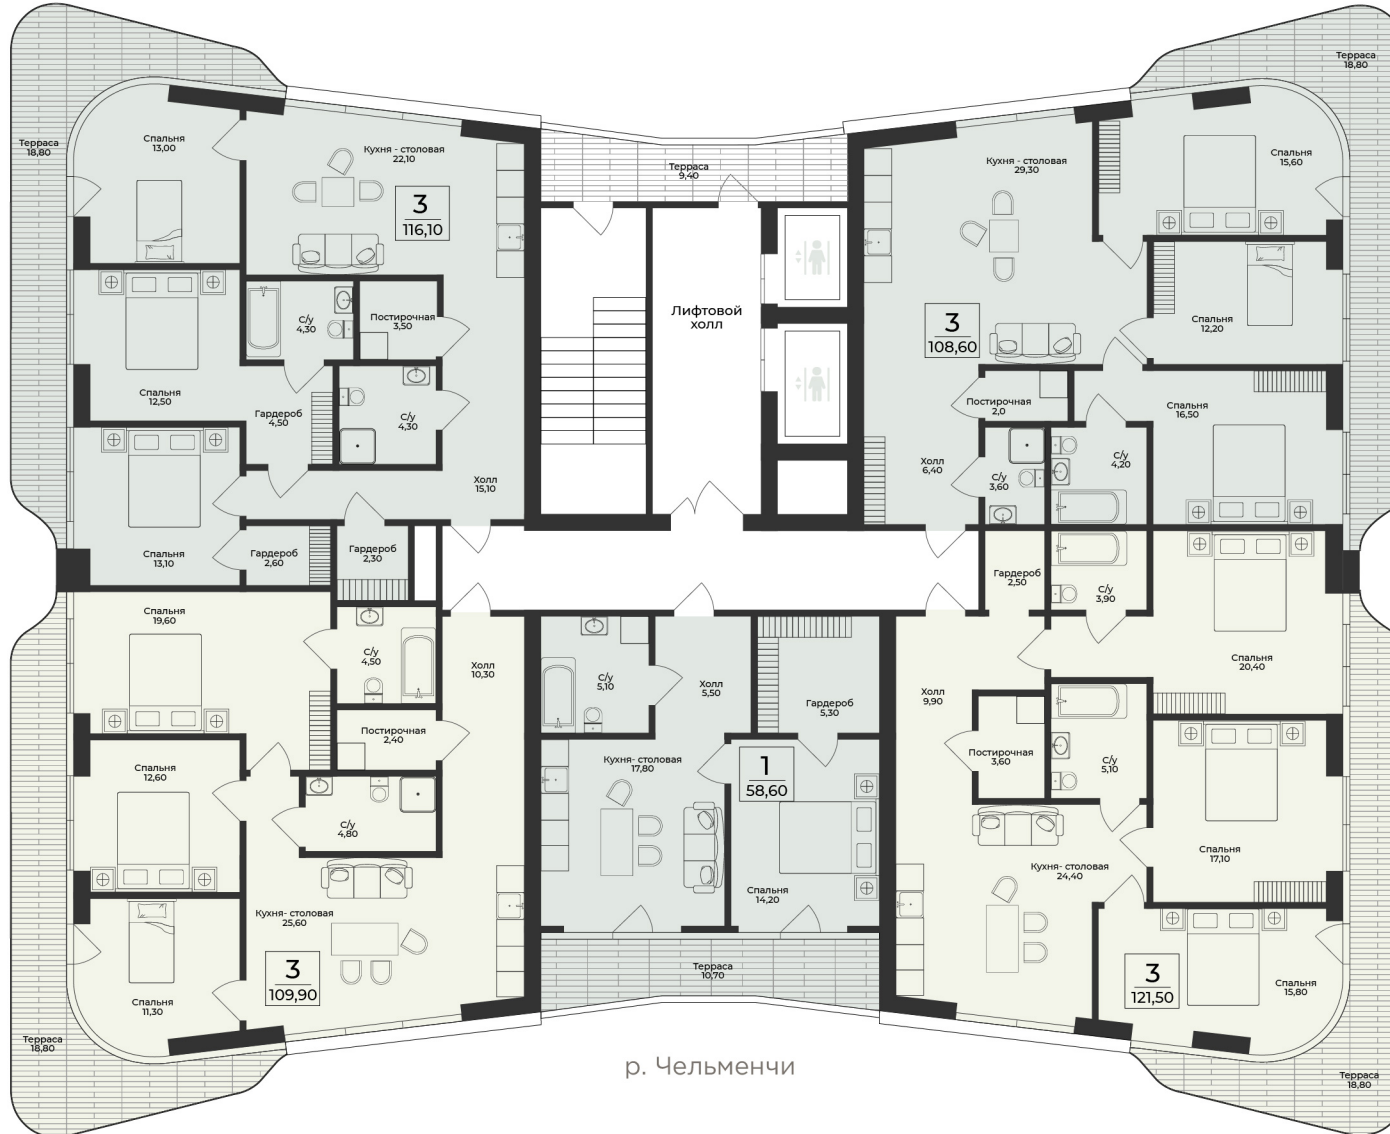 Терраса
18,80
Спальня
13,00
Кухня - столовая
22,10
3
116,10
Спальня
12,50
С/у
4,30
Постирочная
3,50
Гардероб
4,50
С/у
4,30
Холл
15,10
Спальня
13,10
Гардероб
2,60
Гардероб
2,30
Терраса
9,40
Лифтовой
холл
Терраса
18,80
Кухня - столовая
29,30
Спальня
15,60
3
108,60
Спальня
12,20
Постирочная
2,0
Спальня
16,50
Холл
6,40
С/у
3,60
С/у
4,20
Спальня
19,60
С/у
4,50
Холл
10,30
Постирочная
2,40
Спальня
12,60
С/у
4,80
Кухня- столовая
25,60
3
109,90
Спальня
11,30
Терраса
18,80
С/у
5,10
Холл
5,50
Гардероб
5,30
Кухня- столовая
17,80
1
58,60
Спальня
14,20
Терраса
10,70
Гардероб
2,50
С/у
3,90
Спальня
20,40
Холл
9,90
Постирочная
3,60
С/у
5,10
Спальня
17,10
Кухня- столовая
24,40
3
121,50
Спальня
15,80
Терраса
18,80
р. Чельменчи